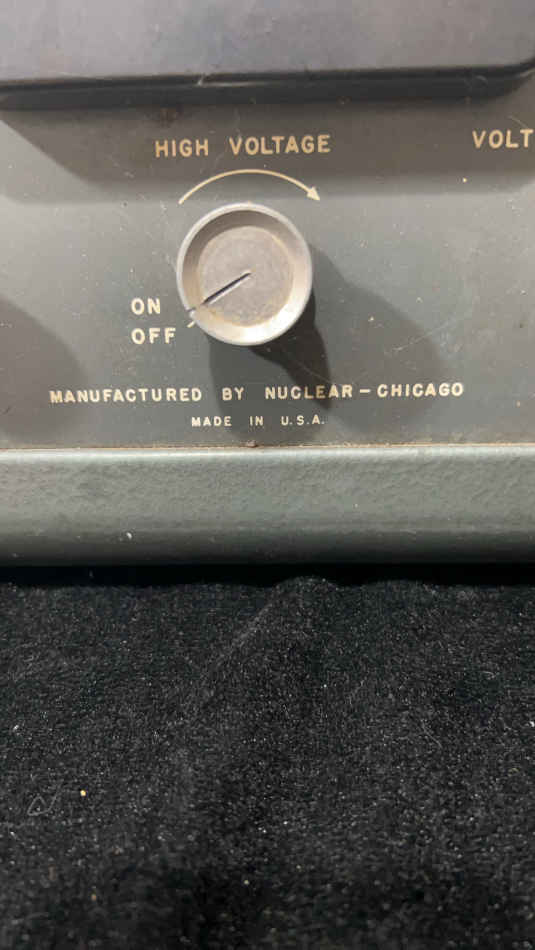 HIGH VOLTAGE
VOLT
ON
OFF
MANUFACTURED BY NUCLEAR-CHICAGO
MADE IN U.S.A.